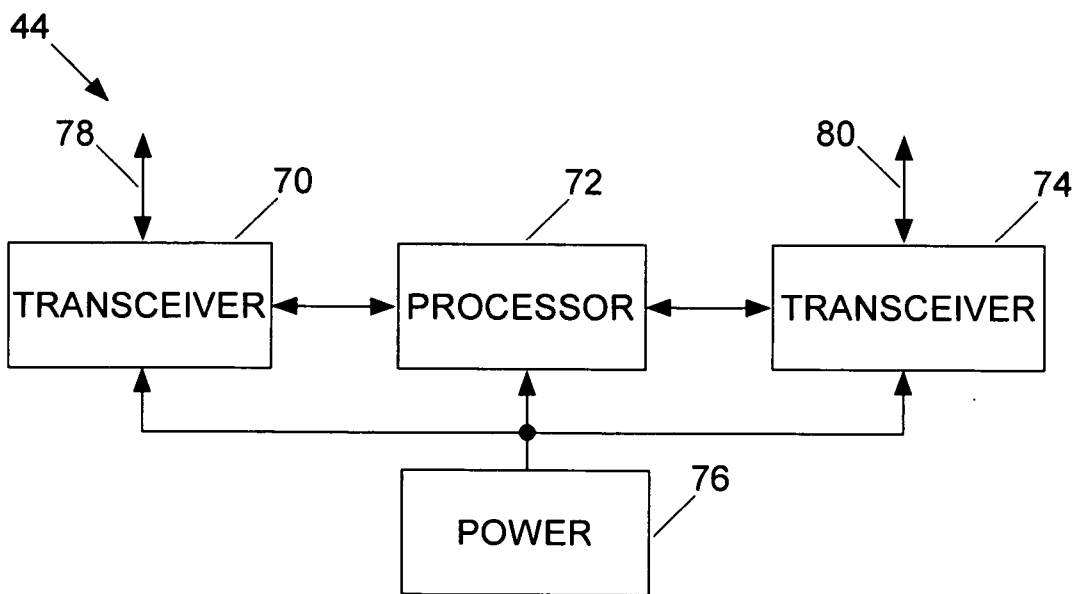 44
78
80
70
72
74
TRANSCEIVER
PROCESSOR
TRANSCEIVER
76
POWER